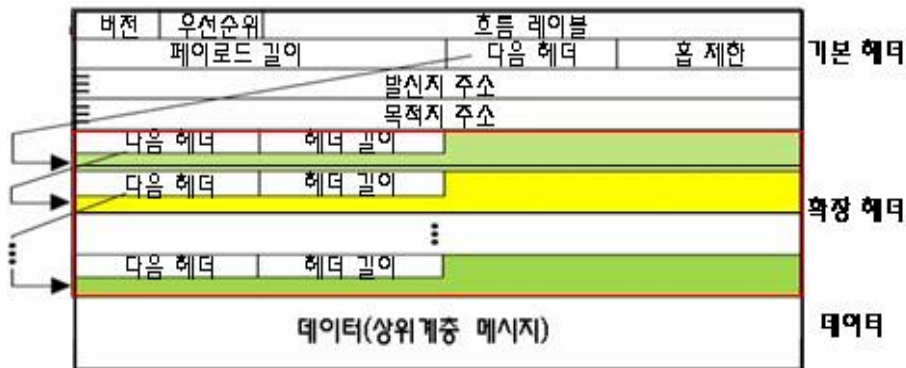 버전 우선순위 흐름 레이블
페이로드 길이 다음 헤더 홉 제한 기본 헤더
발신지 주소
목적지 주소
다음 헤더 헤더 길이
다음 헤더 헤더 길이
확장 헤더
다음 헤더 헤더 길이
데이터(상위계층 메시지) 데이터